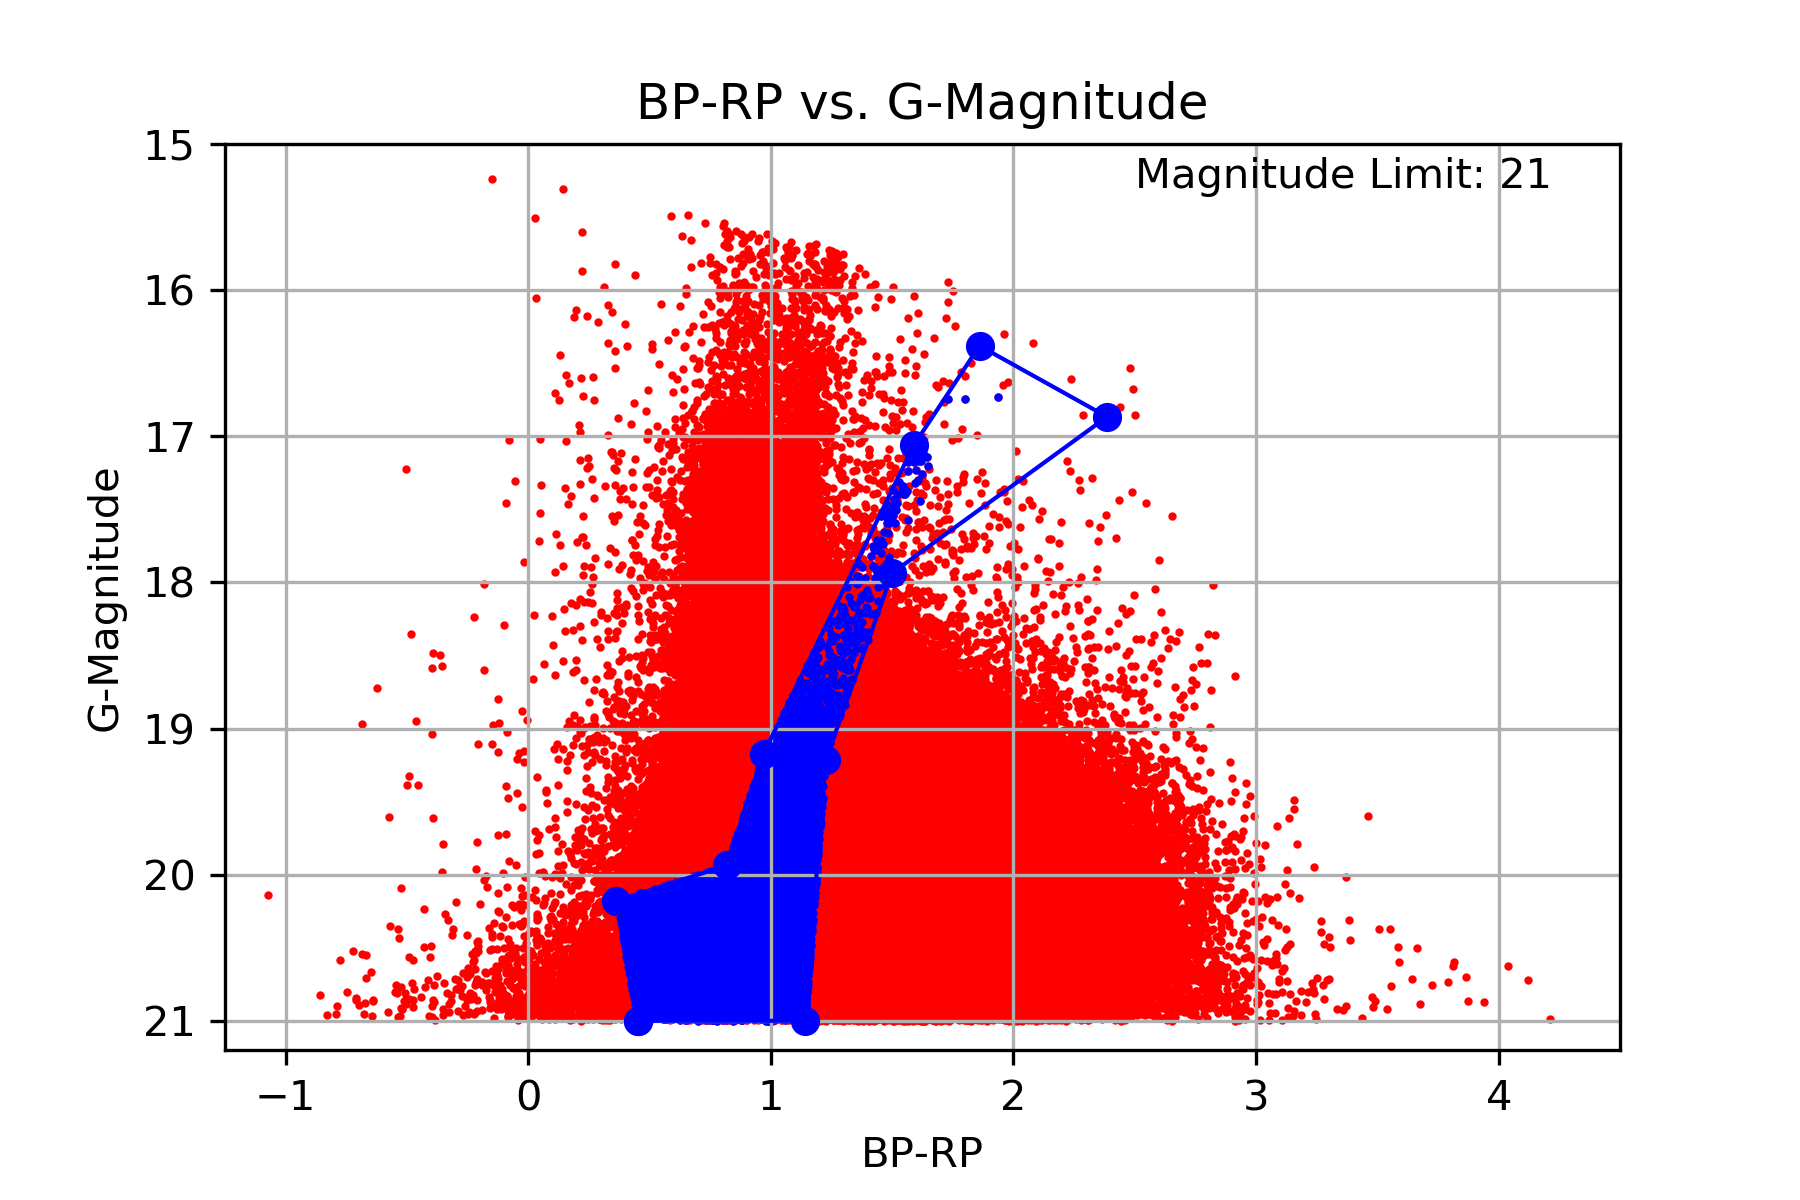 BP-RP vs. G-Magnitude
Magnitude Limit: 21
G-Magnitude
15
16
17
18
19
20
21
−1 0 1 2 3 4
BP-RP